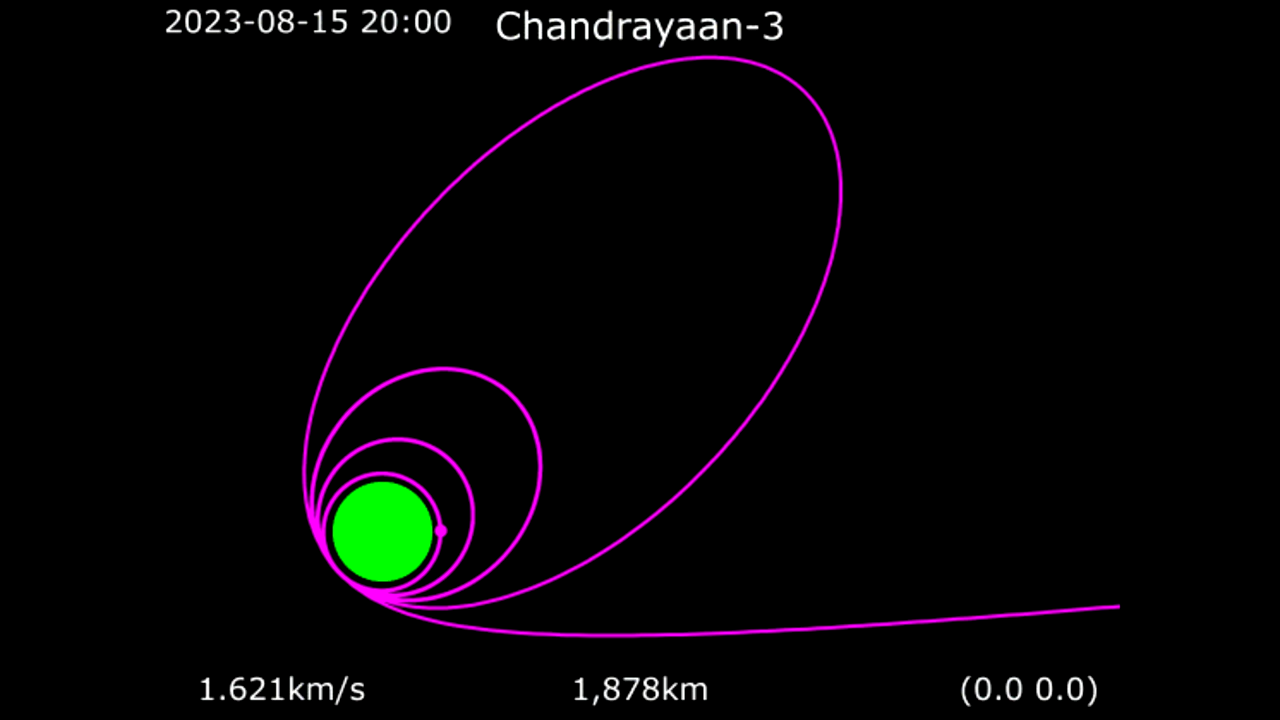 2023-08-15 20:00
Chandrayaan-3
1.621km/s
1,878km
(0.0 0.0)